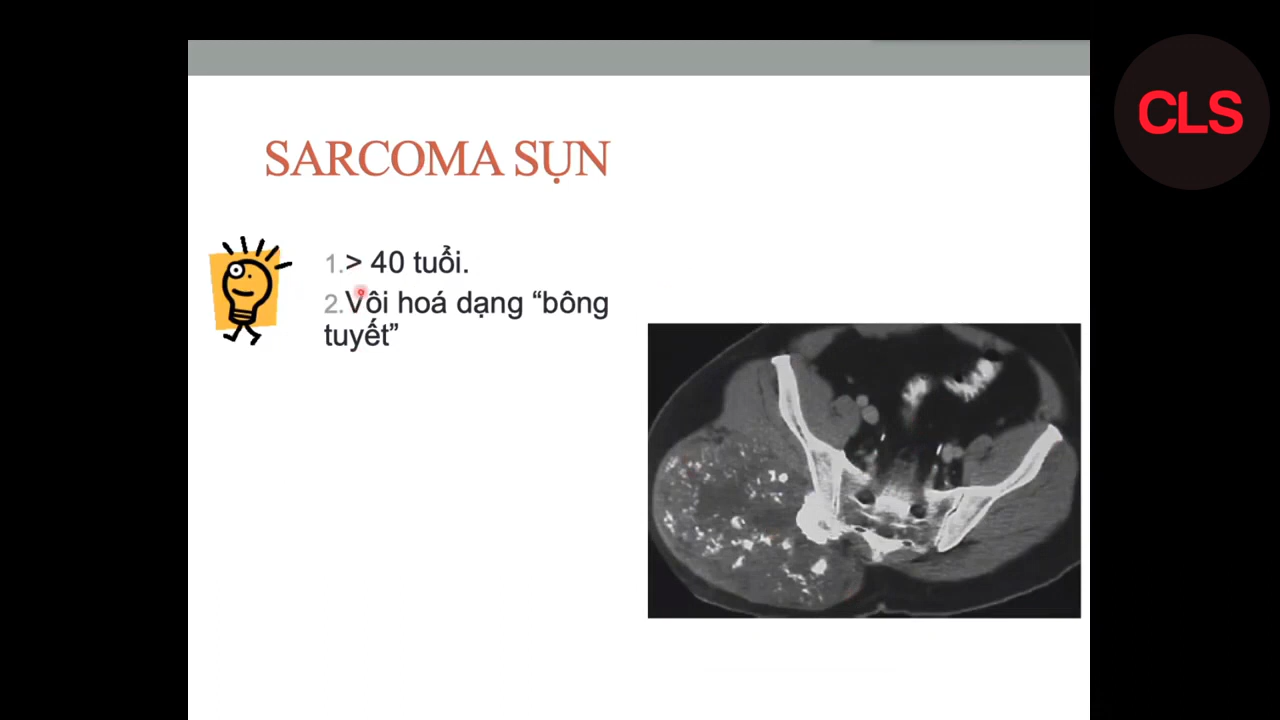 CLS
SARCOMA SỤN
1.> 40 tuổi.
2.Vôi hoá dạng “bông
tuyết”